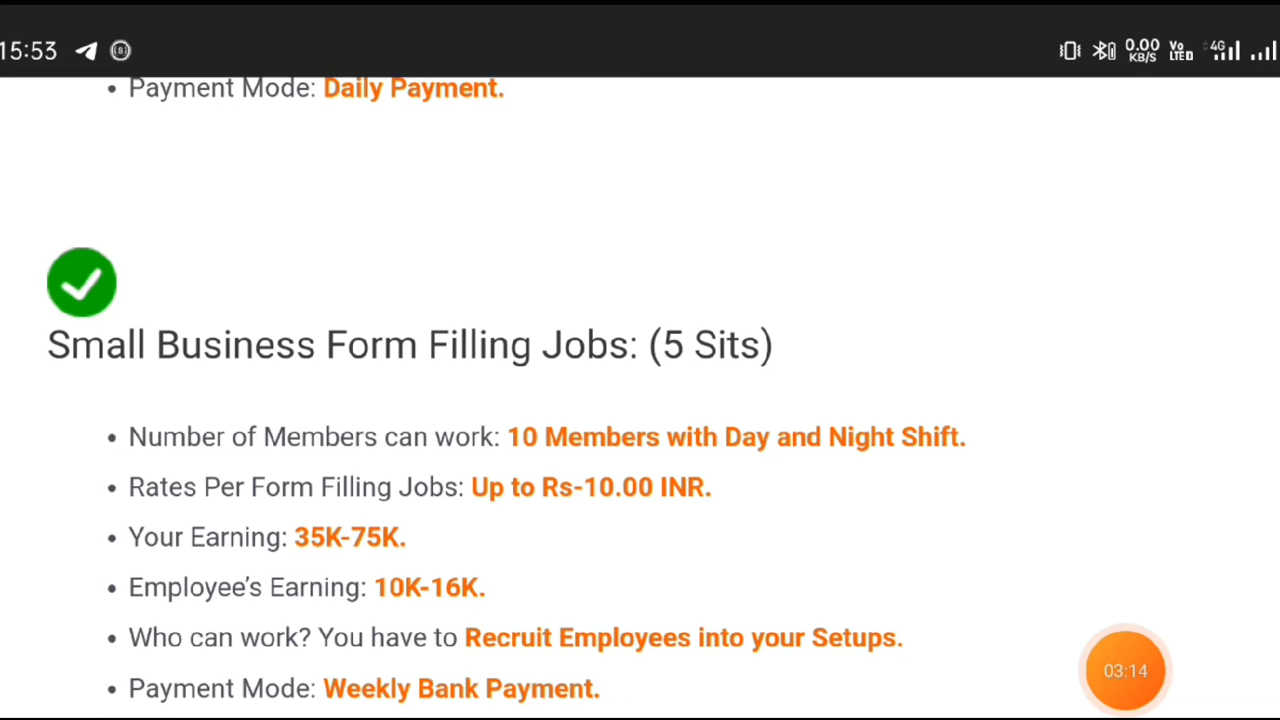 15:53 0.00 KB/S Vo LTE 4G
• Payment Mode: Daily Payment.
Small Business Form Filling Jobs: (5 Sits)
• Number of Members can work: 10 Members with Day and Night Shift.
• Rates Per Form Filling Jobs: Up to Rs-10.00 INR.
• Your Earning: 35K-75K.
• Employee’s Earning: 10K-16K.
• Who can work? You have to Recruit Employees into your Setups.
• Payment Mode: Weekly Bank Payment.
03:14